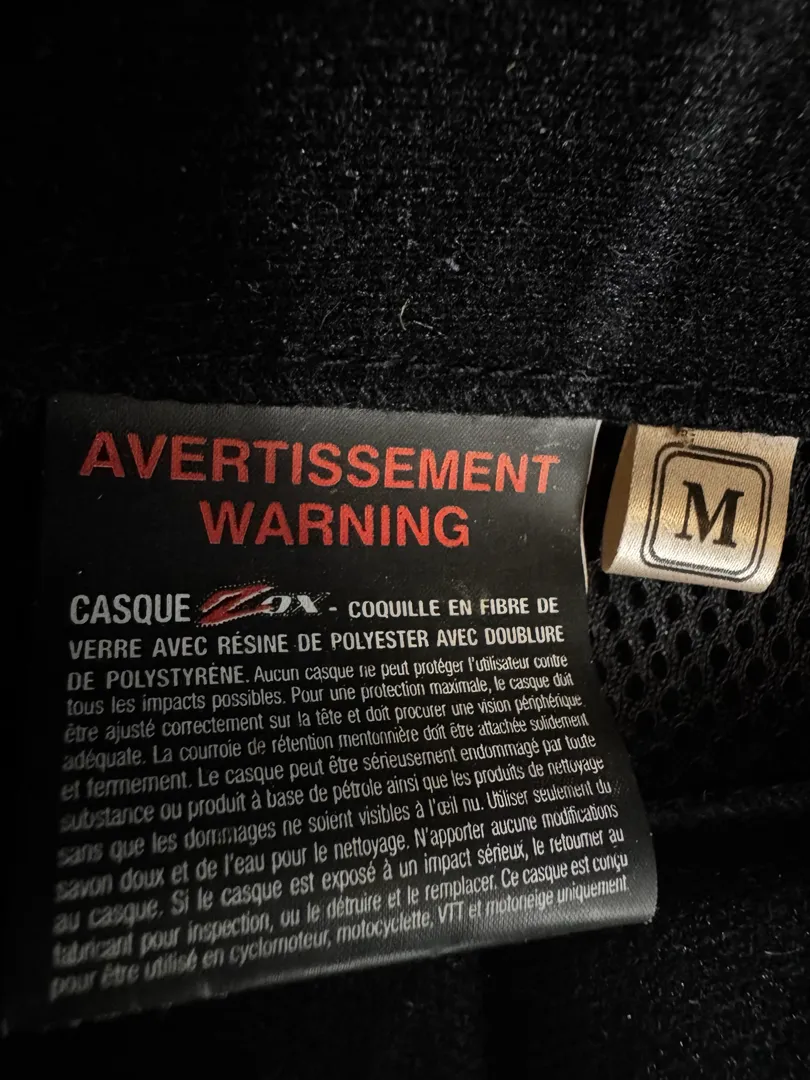 AVERTISSEMENT
WARNING
M
CASQUE Zox - COQUILLE EN FIBRE DE
VERRE AVEC RÉSINE DE POLYESTER AVEC DOUBLURE
DE POLYSTYRÈNE. Aucun casque ne peut protéger l'utilisateur contre
tous les impacts possibles. Pour une protection maximale, le casque doit
être ajusté correctement sur la tête et doit procurer une vision périphérique
adéquate. La courroie de rétention mentonnière doit être attachée solidement
et fermement. Le casque peut être sérieusement endommagé par toute
substance ou produit à base de pétrole ainsi que les produits de nettoyage
sans que les dommages ne soient visibles à l'œil nu. Utiliser seulement du
savon doux et de l'eau pour le nettoyage. N'apporter aucune modifications
au casque. Si le casque est exposé à un impact sérieux, le retourner au
fabricant pour inspection, ou le détruire et le remplacer. Ce casque est conçu
pour être utilisé en cyclomoteur, motocyclette, VTT et motoneige uniquement.